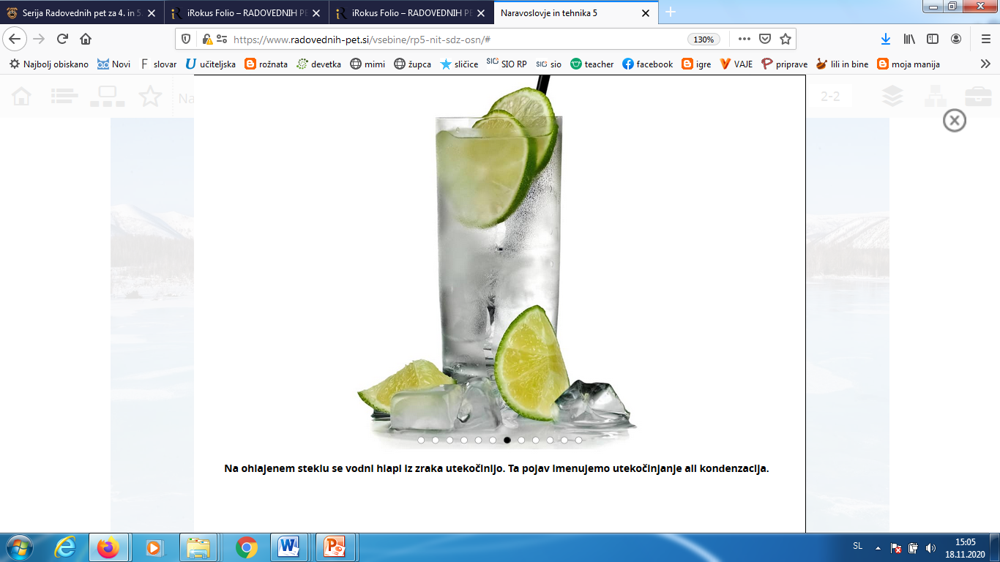 Serija Radovednih pet za 4. in 5.
iRokus Folio – RADOVEDNIH PE
iRokus Folio – RADOVEDNIH PE
Naravoslovje in tehnika 5
https://www.radovednih-pet.si/vsebine/rp5-nit-sdz-osn/#
130%
Najbolj obiskano
Novi
slovar
učiteljska
rožnata
devetka
mimi
župca
sličice
SIO RP
sio
teacher
facebook
igre
VAJE
priprave
lili in bine
moja manija
Na
2-2
Na ohlajenem steklu se vodni hlapi iz zraka utekočinijo. Ta pojav imenujemo utekočinjanje ali kondenzacija.
SL
15:05
18.11.2020